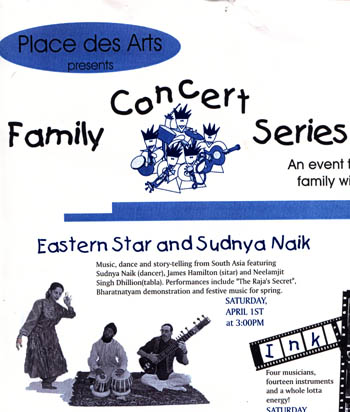 Place des Arts
presents
Family Concert Series
An event f
family wi
Eastern Star and Sudnya Naik
Music, dance and story-telling from South Asia featuring
Sudnya Naik (dancer), James Hamilton (sitar) and Neelamjit
Singh Dhillion(tabla). Performances include "The Raja's Secret",
Bharatnatyam demonstration and festive music for spring.
SATURDAY,
APRIL 1ST
at 3:00PM
Ink
Four musicians,
fourteen instruments
and a whole lotta
energy!
SATURDAY